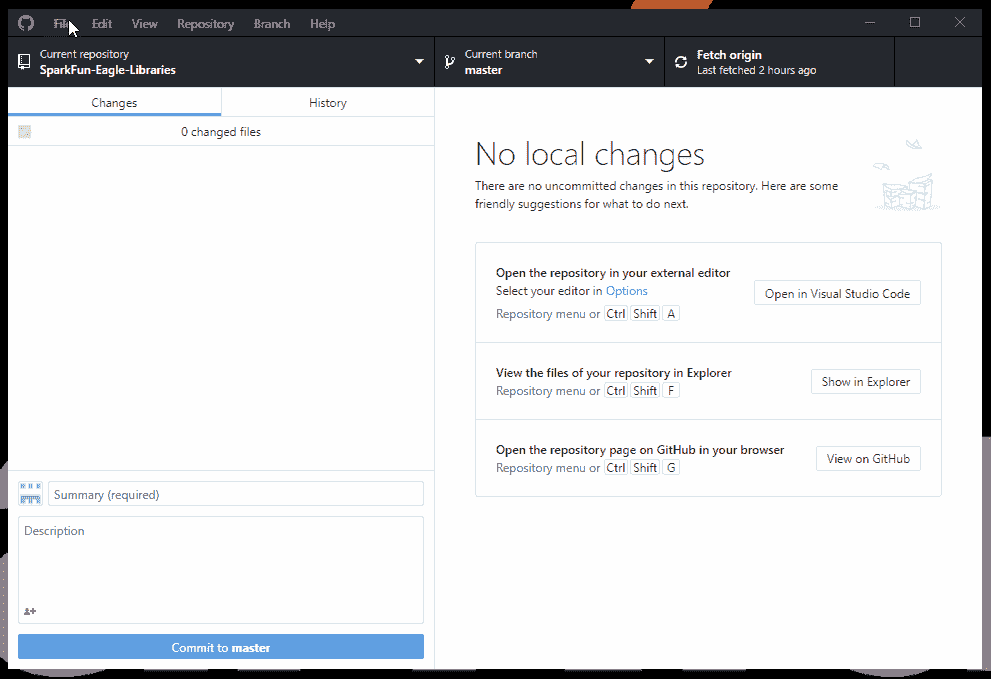 File Edit View Repository Branch Help
Current repository
SparkFun-Eagle-Libraries
Current branch
master
Fetch origin
Last fetched 2 hours ago
Changes
History
0 changed files
No local changes
There are no uncommitted changes in this repository. Here are some
friendly suggestions for what to do next.
Open the repository in your external editor
Select your editor in Options
Repository menu or Ctrl Shift A
Open in Visual Studio Code
View the files of your repository in Explorer
Repository menu or Ctrl Shift F
Show in Explorer
Open the repository page on GitHub in your browser
Repository menu or Ctrl Shift G
View on GitHub
Summary (required)
Description
Commit to master